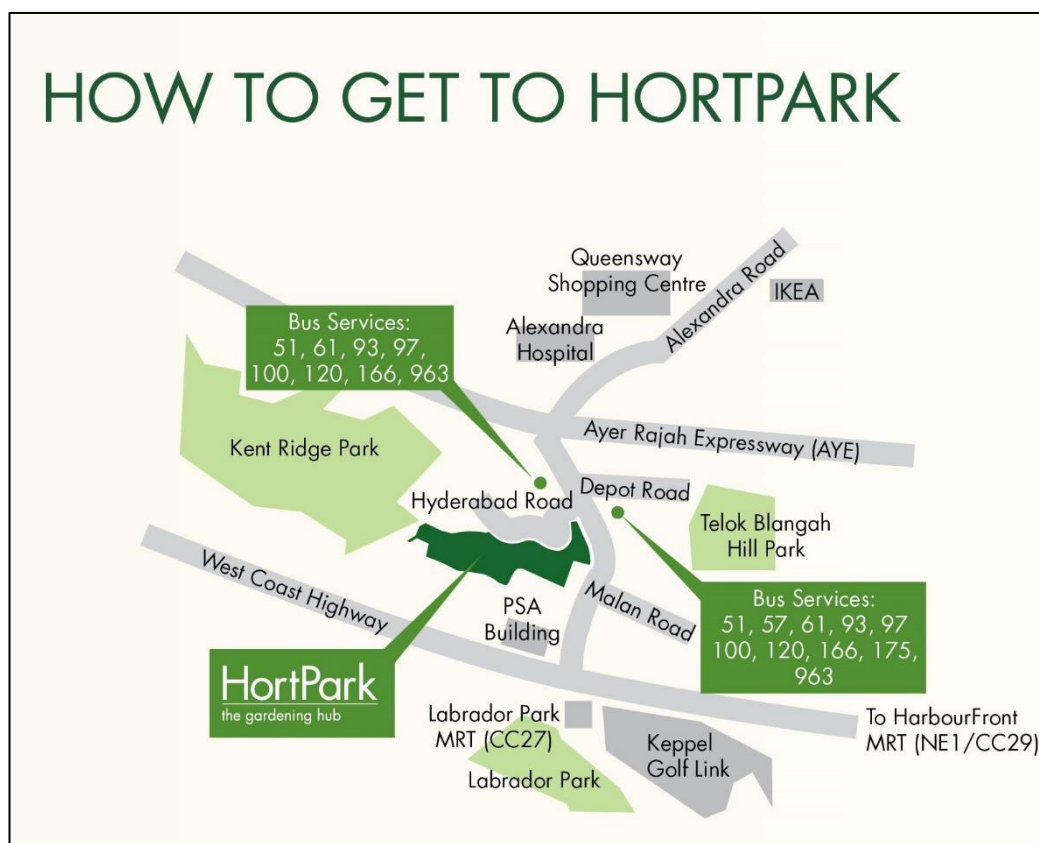 HOW TO GET TO HORTPARK
Queensway
Shopping Centre
Alexandra Road
IKEA
Alexandra
Hospital
Bus Services:
51, 61, 93, 97,
100, 120, 166, 963
Ayer Rajah Expressway (AYE)
Kent Ridge Park
Hyderabad Road
Depot Road
Telok Blangah
Hill Park
West Coast Highway
PSA
Building
Malan Road
Bus Services:
51, 57, 61, 93, 97
100, 120, 166, 175,
963
HortPark
the gardening hub
Labrador Park
MRT (CC27)
Labrador Park
Keppel
Golf Link
To HarbourFront
MRT (NE1/CC29)